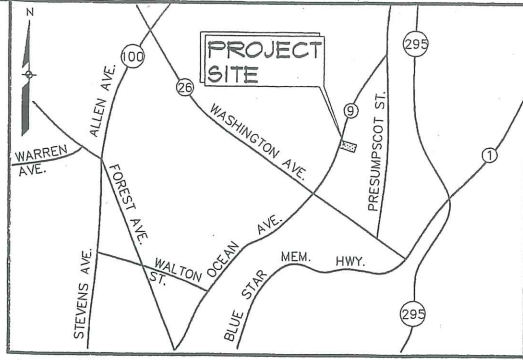 N
100
295
PROJECT
SITE
ALLEN AVE.
26
9
WASHINGTON AVE.
PRESUMPSCOT ST.
1
WARREN
AVE.
FOREST AVE.
OCEAN AVE.
WALTON
ST.
STEVENS AVE.
BLUE STAR MEM. HWY.
295